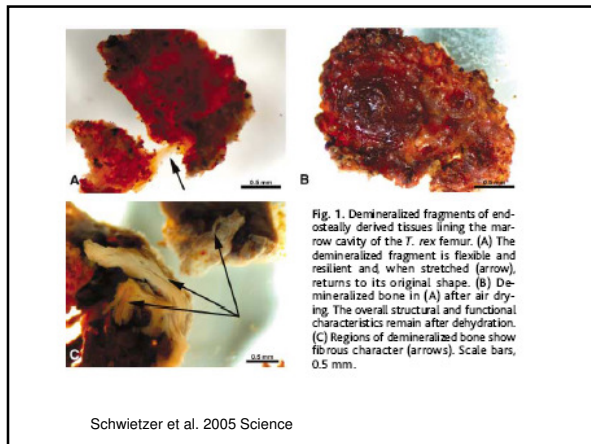 A
0.5 mm
B
0.5 mm
C
0.5 mm
Fig. 1. Demineralized fragments of end-
osteally derived tissues lining the mar-
row cavity of the T. rex femur. (A) The
demineralized fragment is flexible and
resilient and, when stretched (arrow),
returns to its original shape. (B) De-
mineralized bone in (A) after air dry-
ing. The overall structural and functional
characteristics remain after dehydration.
(C) Regions of demineralized bone show
fibrous character (arrows). Scale bars,
0.5 mm.
Schwietzer et al. 2005 Science